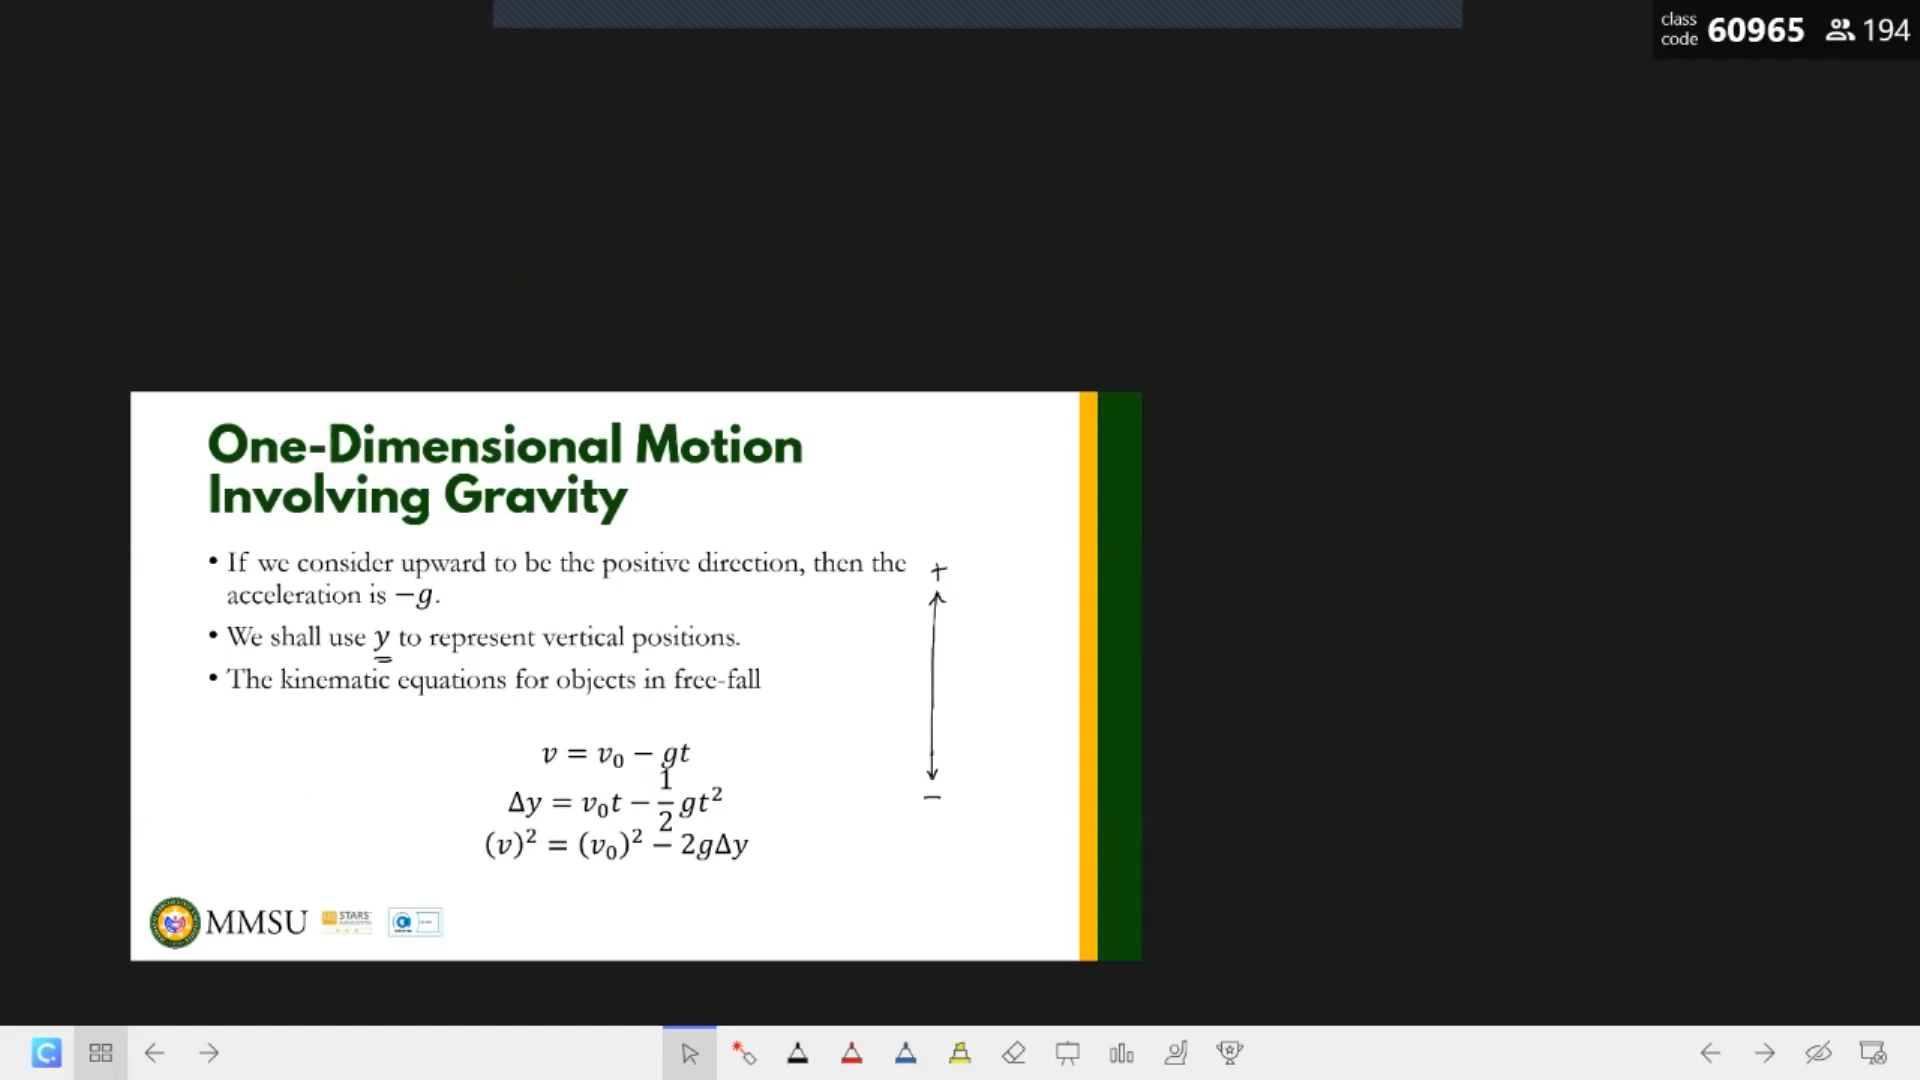 class code 60965 194
One-Dimensional Motion
Involving Gravity
• If we consider upward to be the positive direction, then the
acceleration is −g.
• We shall use y to represent vertical positions.
• The kinematic equations for objects in free-fall
+
−
v = v₀ − gt
Δy = v₀t − 1/2 gt²
(v)² = (v₀)² − 2gΔy
MMSU STARS